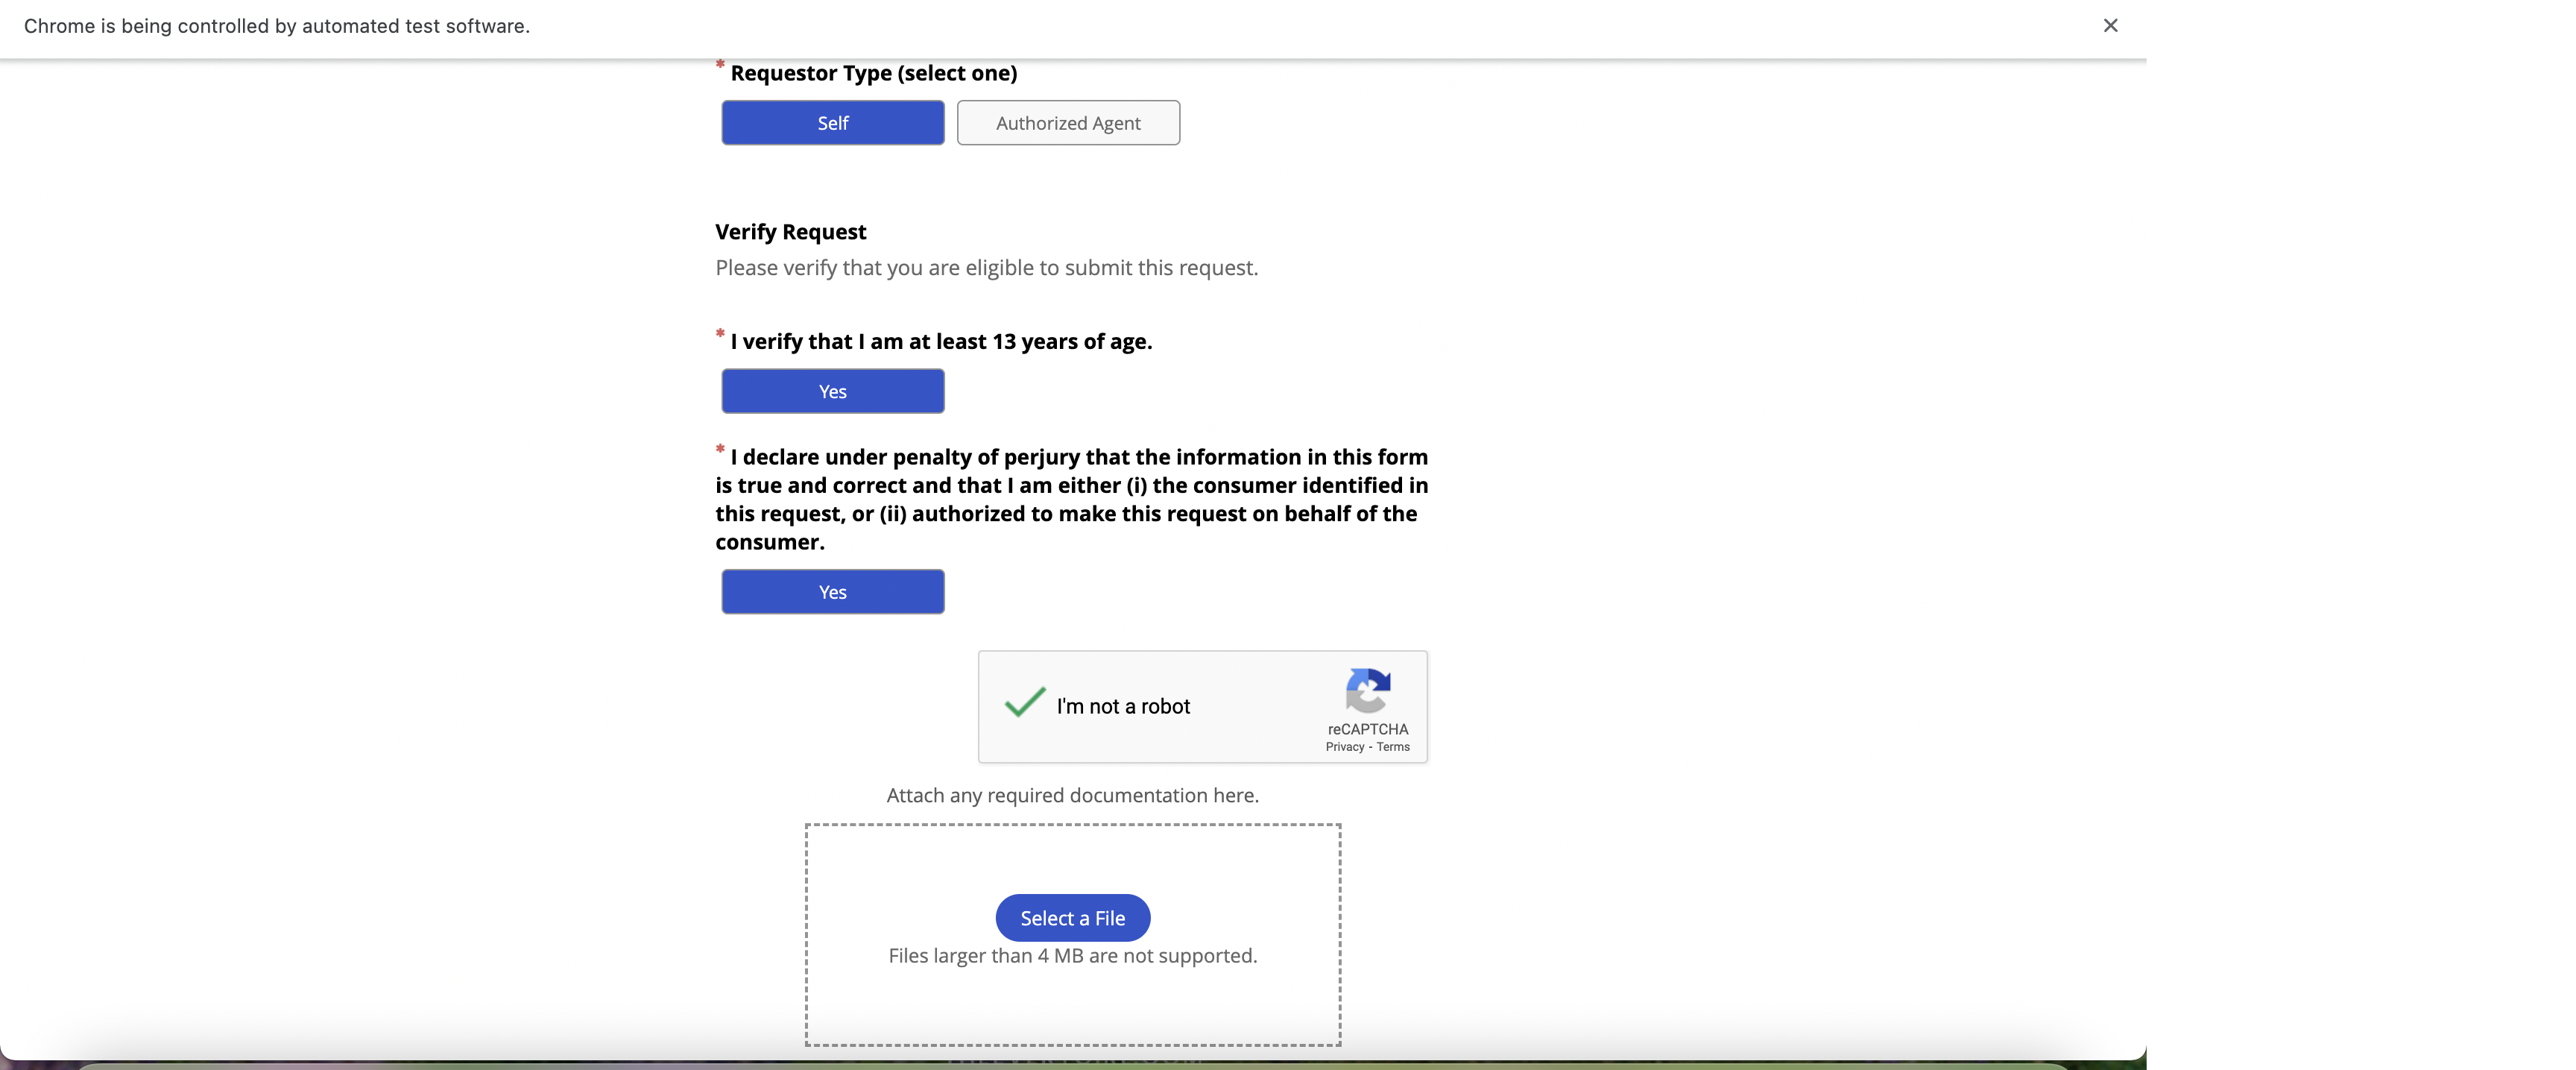 Chrome is being controlled by automated test software.
* Requestor Type (select one)
Self
Authorized Agent
Verify Request
Please verify that you are eligible to submit this request.
* I verify that I am at least 13 years of age.
Yes
* I declare under penalty of perjury that the information in this form
is true and correct and that I am either (i) the consumer identified in
this request, or (ii) authorized to make this request on behalf of the
consumer.
Yes
I'm not a robot
reCAPTCHA
Privacy - Terms
Attach any required documentation here.
Select a File
Files larger than 4 MB are not supported.